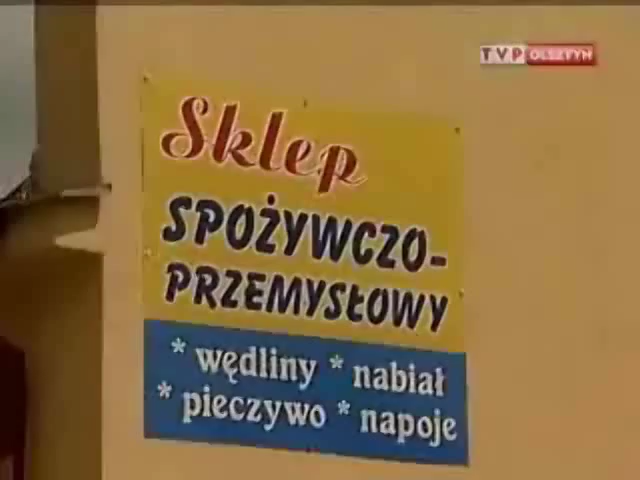 TVP OLSZTYN
Sklep
SPOŻYWCZO-
PRZEMYSŁOWY
* wędliny * nabiał
* pieczywo * napoje